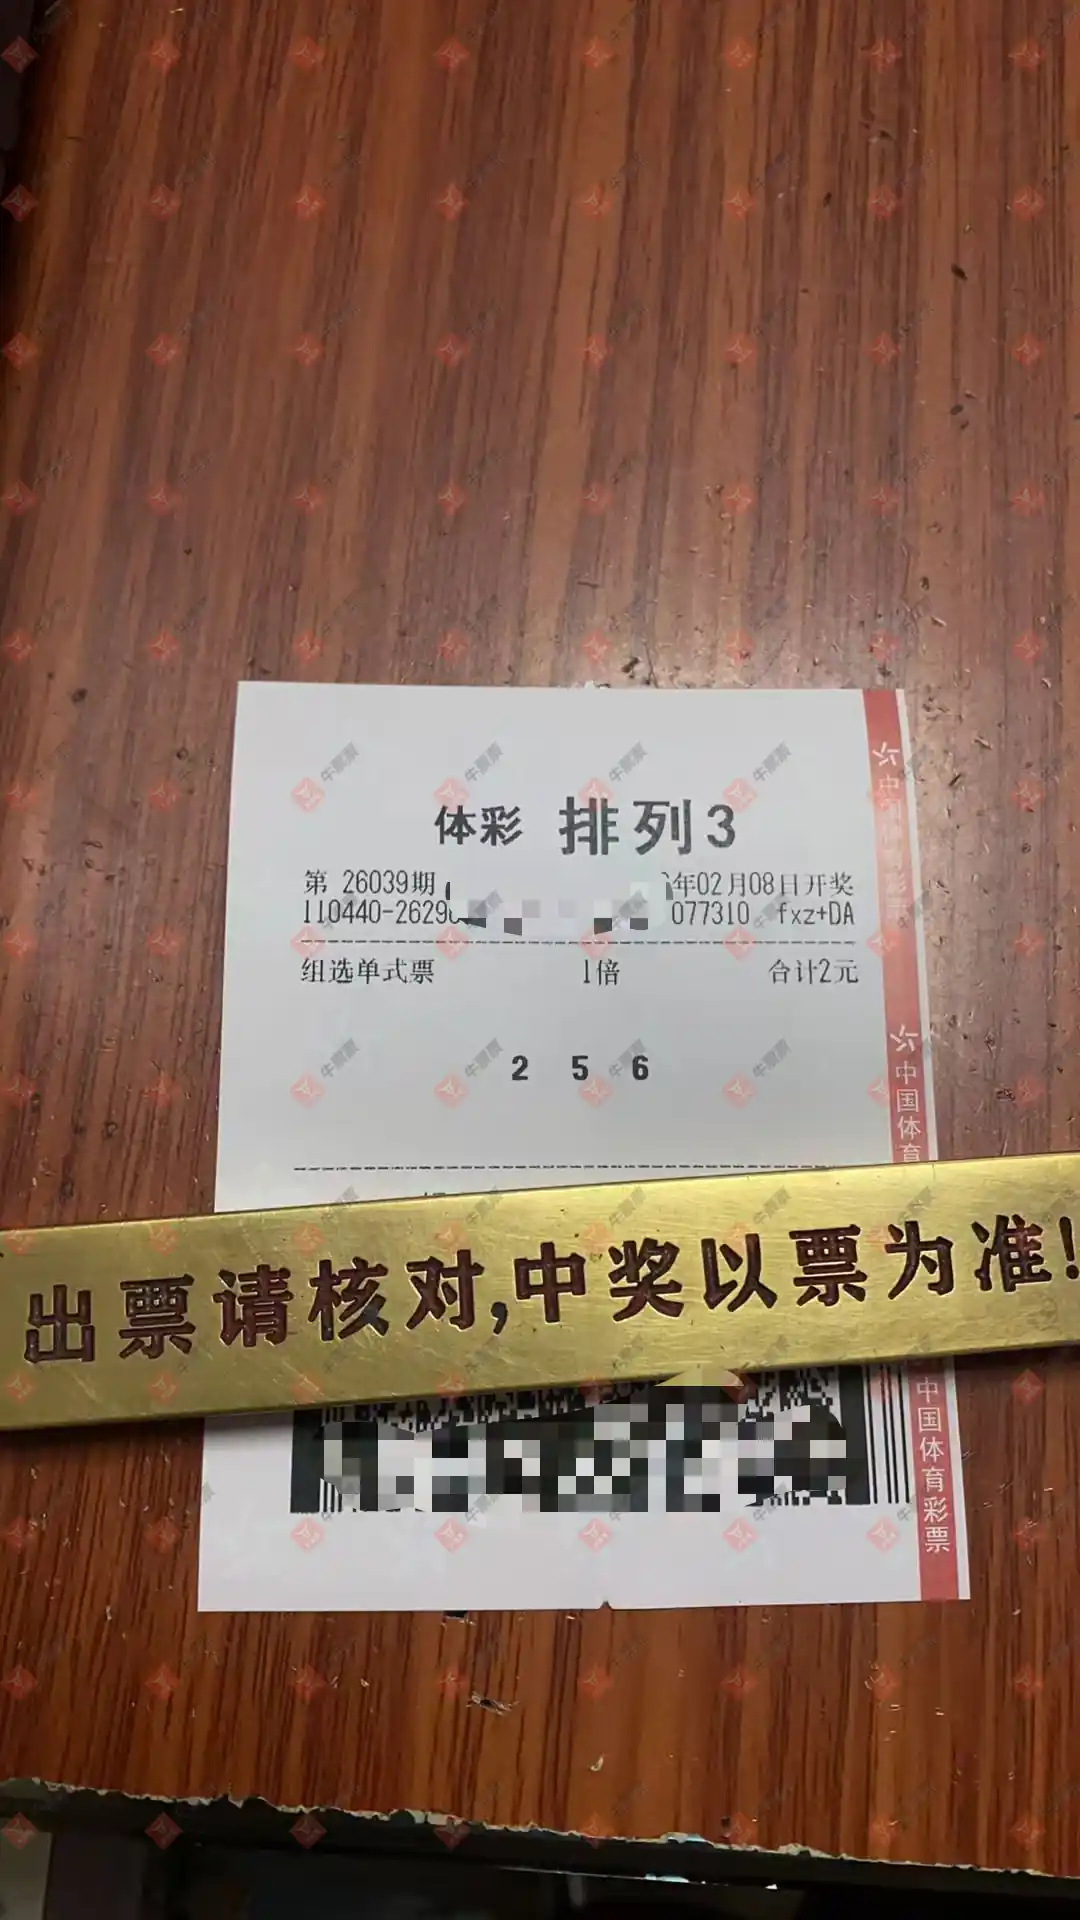 体彩 排列3
第 26039期 年02月08日开奖
110440-2629 077310 fxz+DA
组选单式票 1倍 合计2元
2 5 6
出票请核对,中奖以票为准!
中国体育
中国体育彩票
牛票票